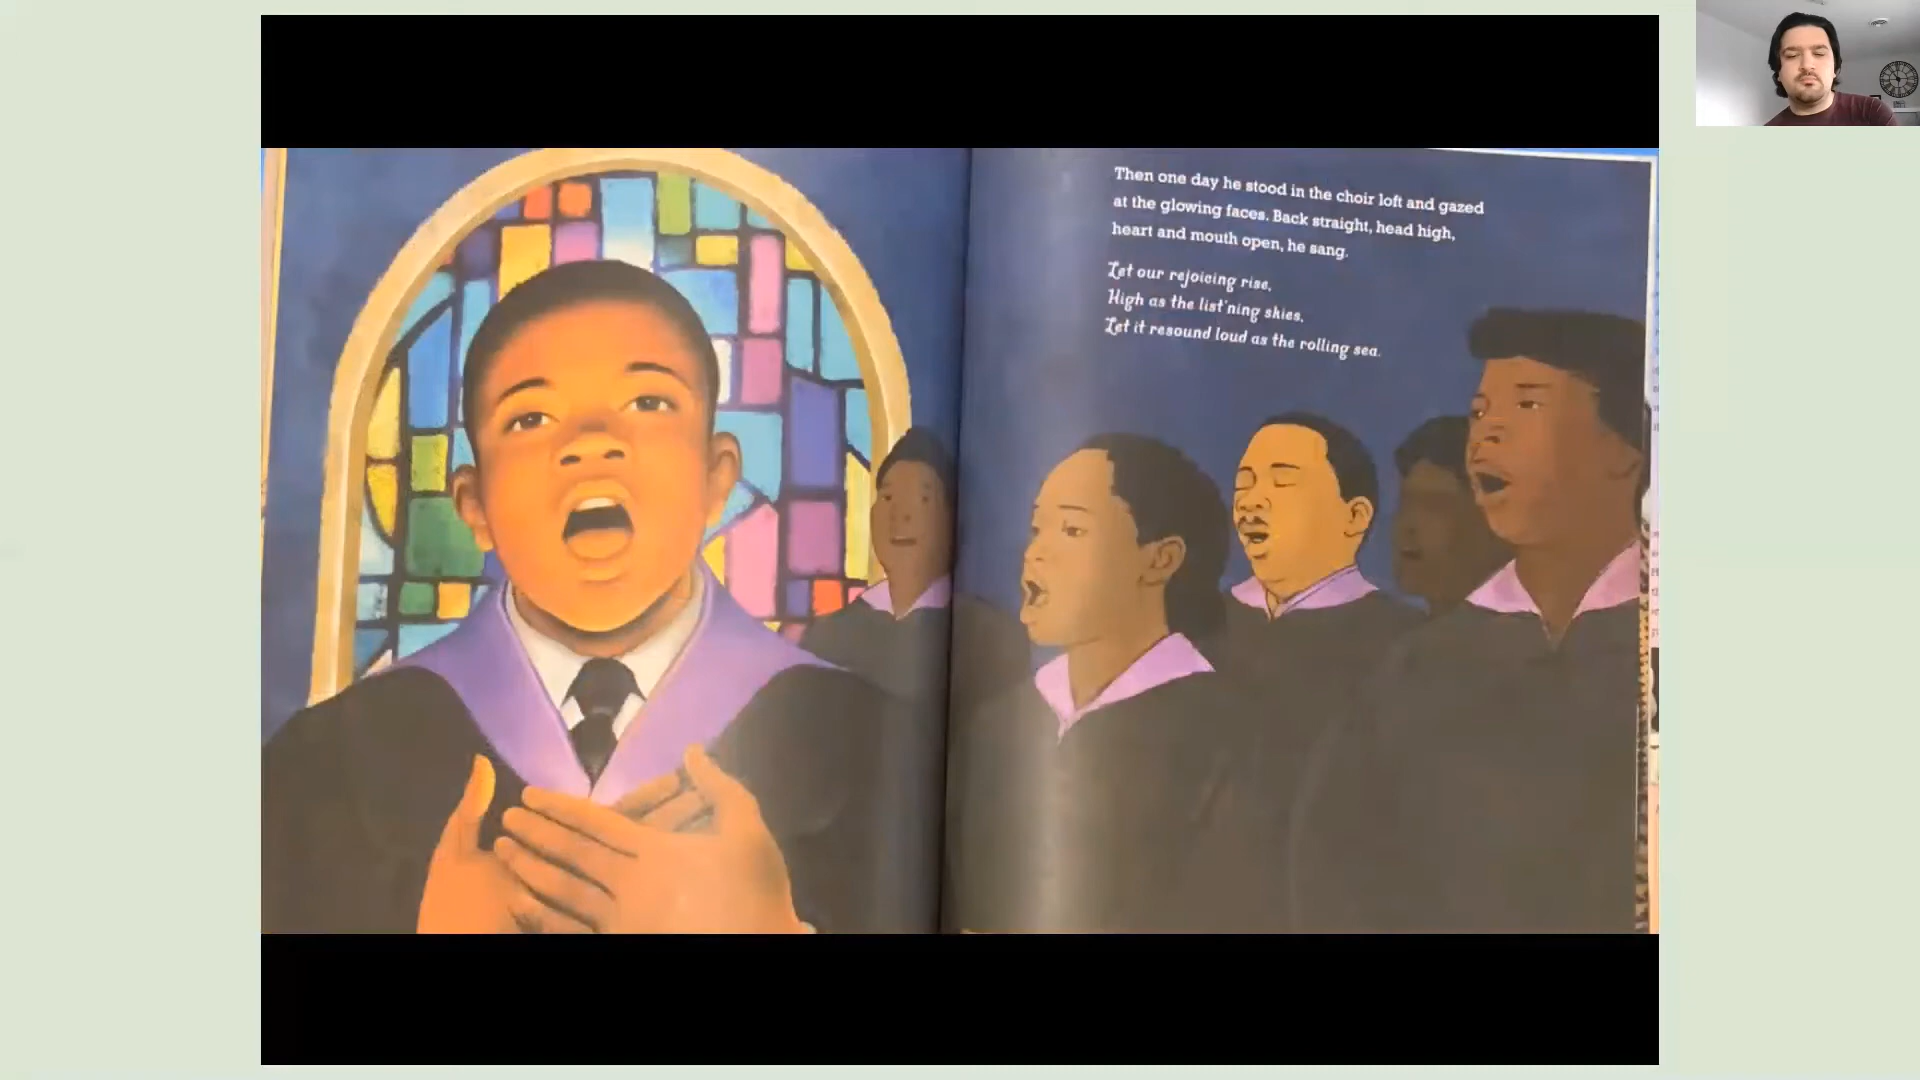 Then one day he stood in the choir loft and gazed
at the glowing faces. Back straight, head high,
heart and mouth open, he sang.
Let our rejoicing rise,
High as the list'ning skies,
Let it resound loud as the rolling sea.